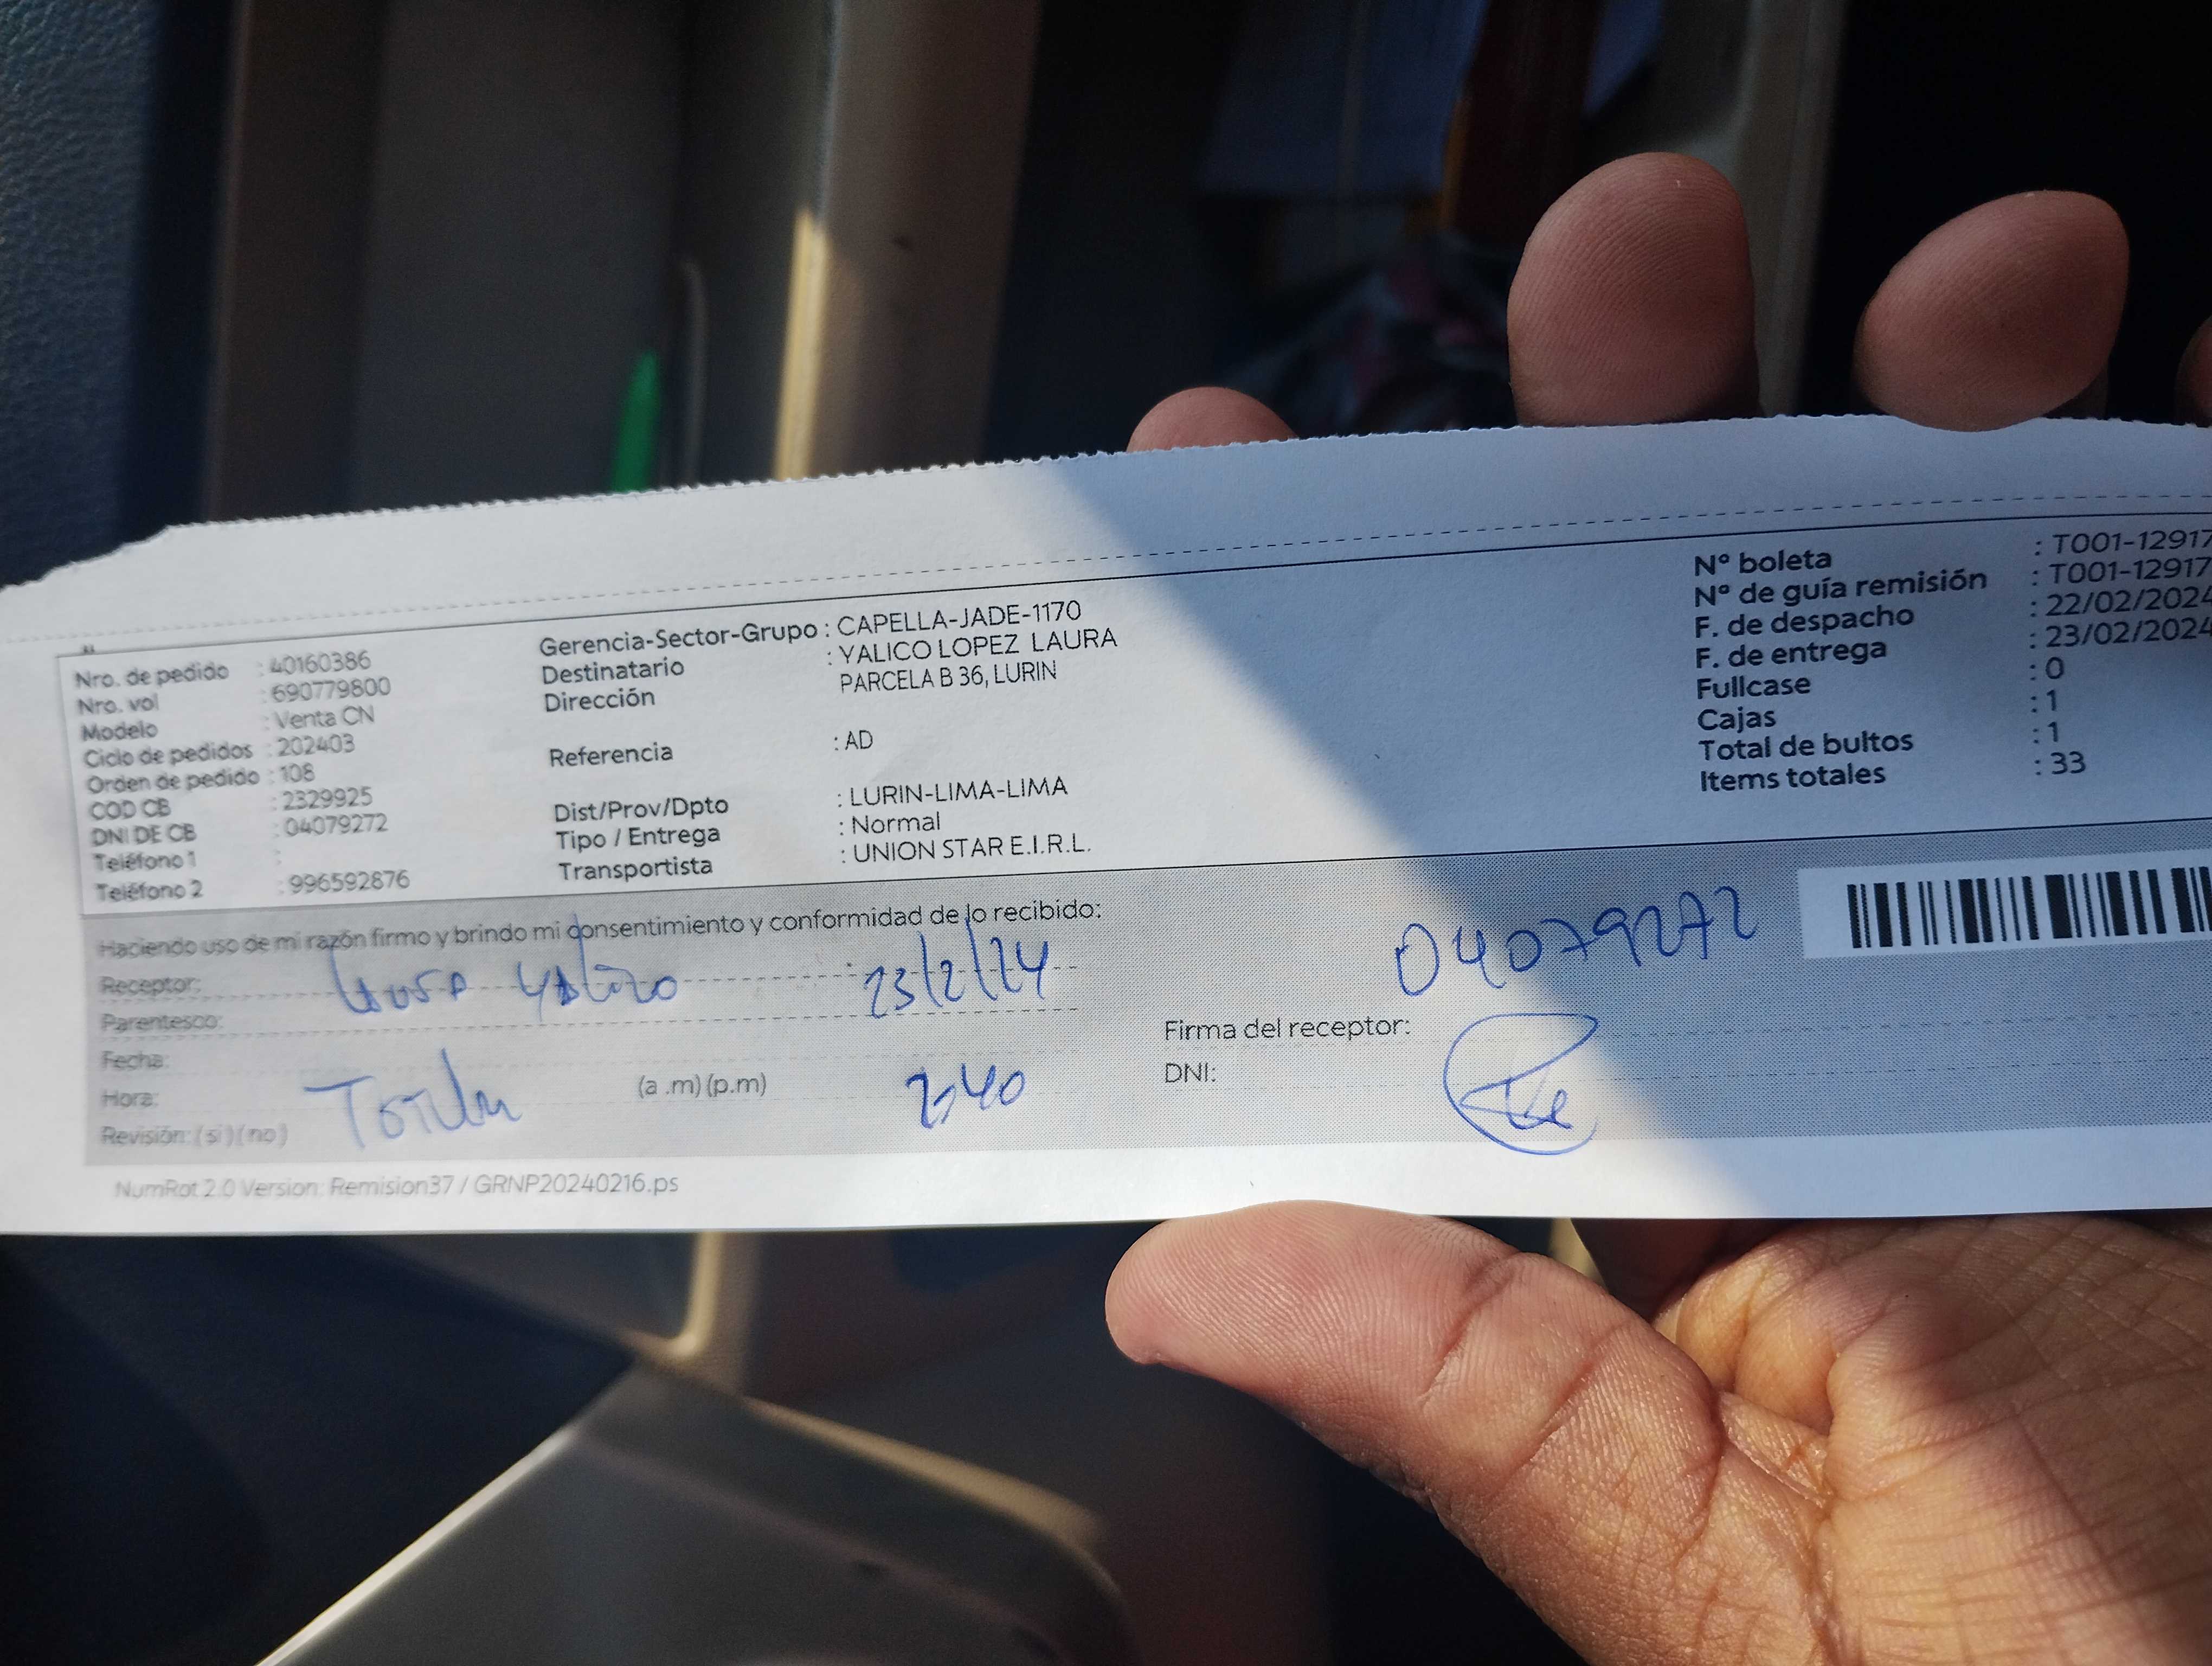 Nro. de pedido : 40160386
Nro. vol : 690779800
Modelo : Venta CN
Ciclo de pedidos : 202403
Orden de pedido : 108
COD CB : 2329925
DNI DE CB : 04079272
Teléfono 1 :
Teléfono 2 : 996592876
Gerencia-Sector-Grupo : CAPELLA-JADE-1170
Destinatario : YALICO LOPEZ LAURA
Dirección PARCELA B 36, LURIN
Referencia : AD
Dist/Prov/Dpto : LURIN-LIMA-LIMA
Tipo / Entrega : Normal
Transportista : UNION STAR E.I.R.L.
N° boleta : T001-12917
N° de guía remisión : T001-12917
F. de despacho : 22/02/2024
F. de entrega : 23/02/2024
Fullcase : 0
Cajas : 1
Total de bultos : 1
Items totales : 33
Haciendo uso de mi razón firmo y brindo mi consentimiento y conformidad de lo recibido:
Receptor: Yalico 23/2/24
Parentesco:
Fecha:
Hora: (a .m) (p.m) 2:40
Revisión: (si) (no)
04079272
Firma del receptor:
DNI:
NumRot 2.0 Version: Remision37 / GRNP20240216.ps